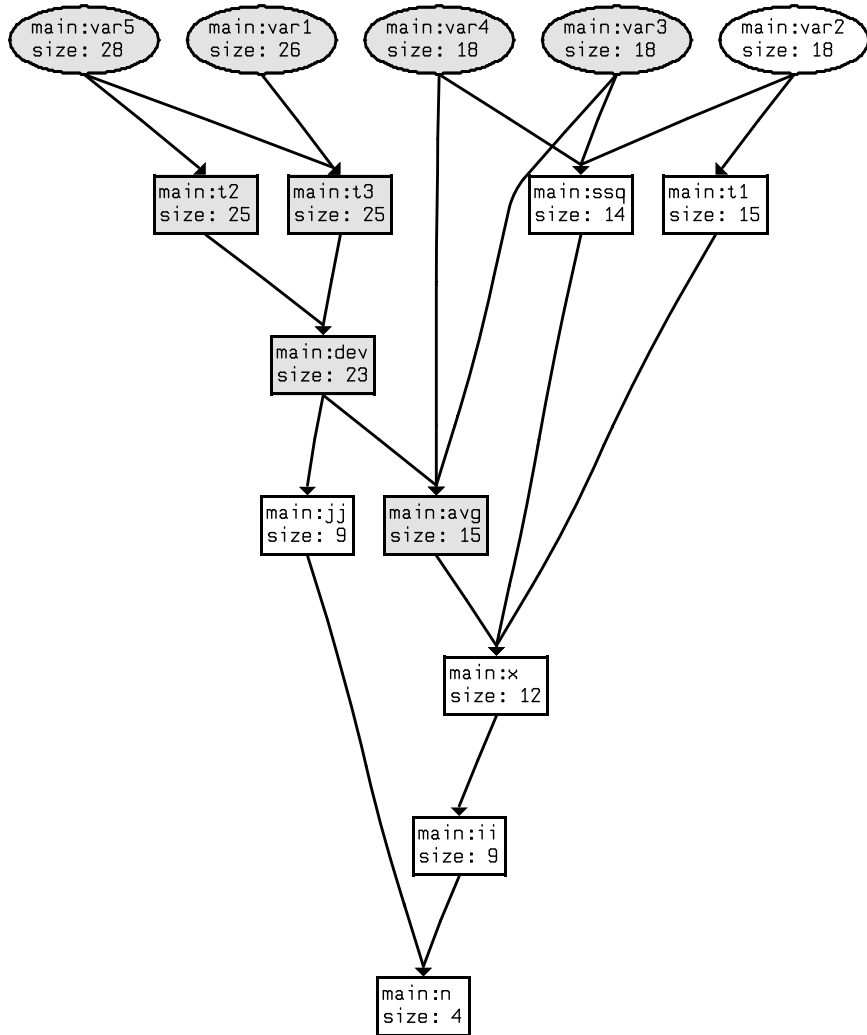 main:var5
size: 28
main:var1
size: 26
main:var4
size: 18
main:var3
size: 18
main:var2
size: 18
main:t2
size: 25
main:t3
size: 25
main:ssq
size: 14
main:t1
size: 15
main:dev
size: 23
main:jj
size: 9
main:avg
size: 15
main:x
size: 12
main:ii
size: 9
main:n
size: 4